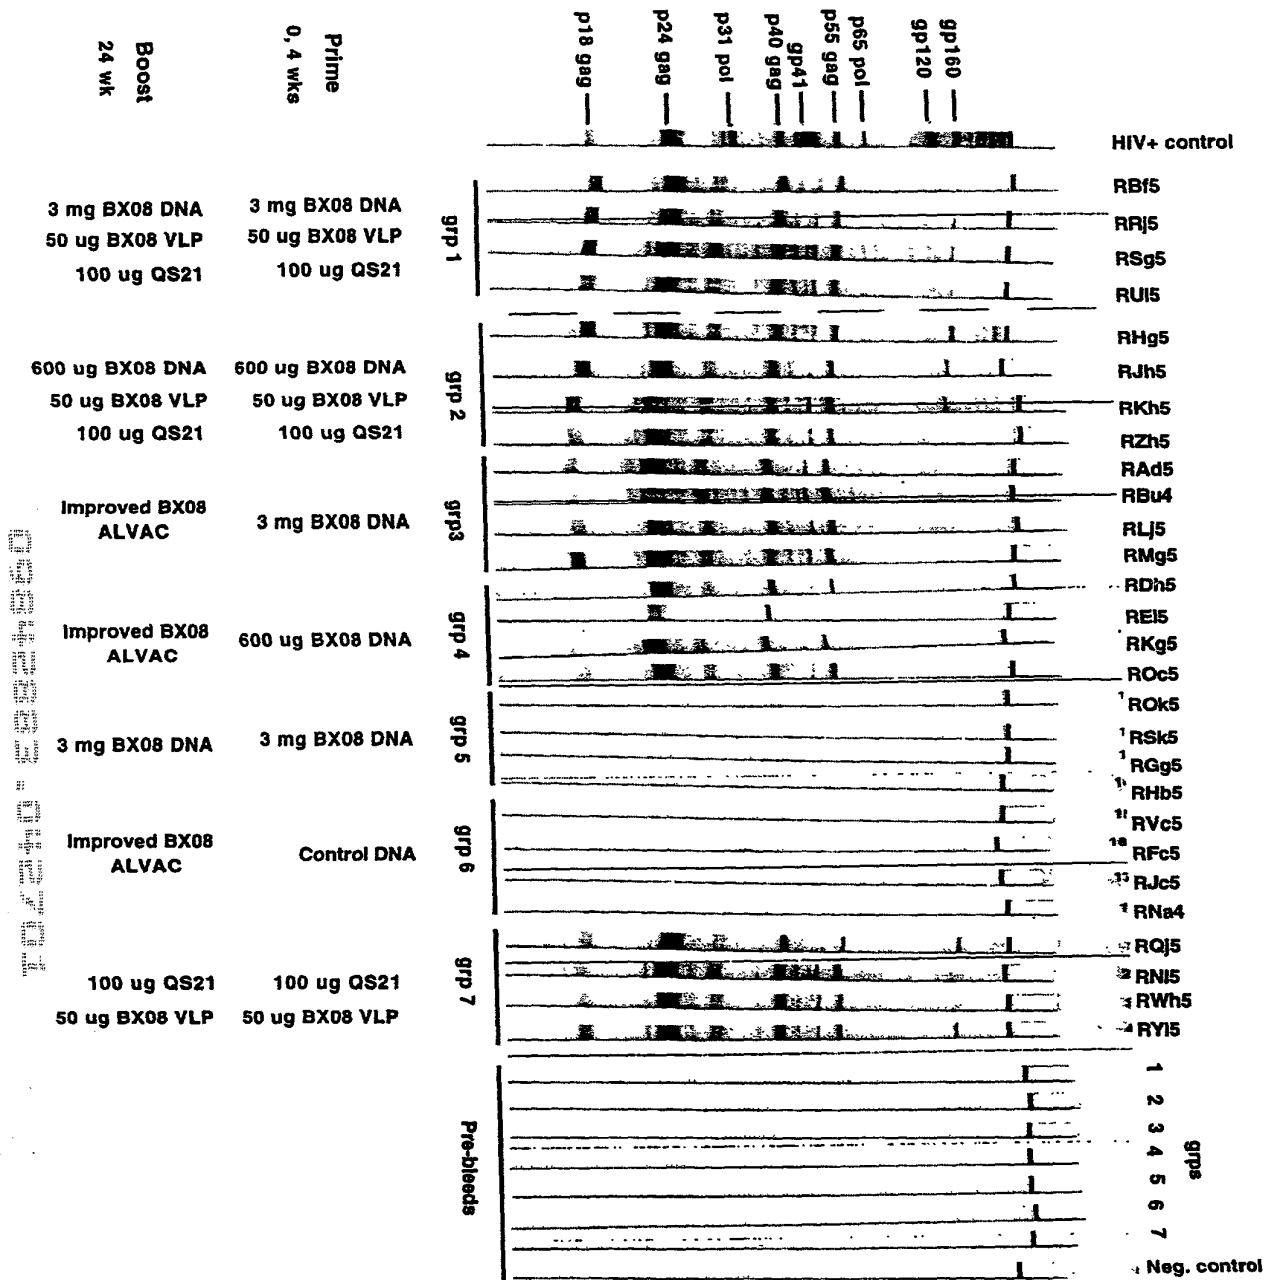 Boost
24 wk
Prime
0, 4 wks
p18 gag
p24 gag
p31 pol
p40 gag
gp41
p55 gag
p65 pol
gp120
gp160
HIV+ control
3 mg BX08 DNA
50 ug BX08 VLP
100 ug QS21
3 mg BX08 DNA
50 ug BX08 VLP
100 ug QS21
grp 1
RBf5
RRj5
RSg5
RUI5
600 ug BX08 DNA
50 ug BX08 VLP
100 ug QS21
600 ug BX08 DNA
50 ug BX08 VLP
100 ug QS21
grp 2
RHg5
RJh5
RKh5
RZh5
Improved BX08
ALVAC
3 mg BX08 DNA
grp3
RAd5
RBu4
RLj5
RMg5
Improved BX08
ALVAC
600 ug BX08 DNA
grp 4
RDh5
REI5
RKg5
ROc5
3 mg BX08 DNA
3 mg BX08 DNA
grp 5
ROk5
RSk5
RGg5
RHb5
Improved BX08
ALVAC
Control DNA
grp 6
RVc5
RFc5
RJc5
RNa4
100 ug QS21
50 ug BX08 VLP
100 ug QS21
50 ug BX08 VLP
grp 7
RQj5
RNI5
RWh5
RYI5
Pre-bleeds
1
2
3
4
5
6
7
grps
Neg. control
09842883.042701